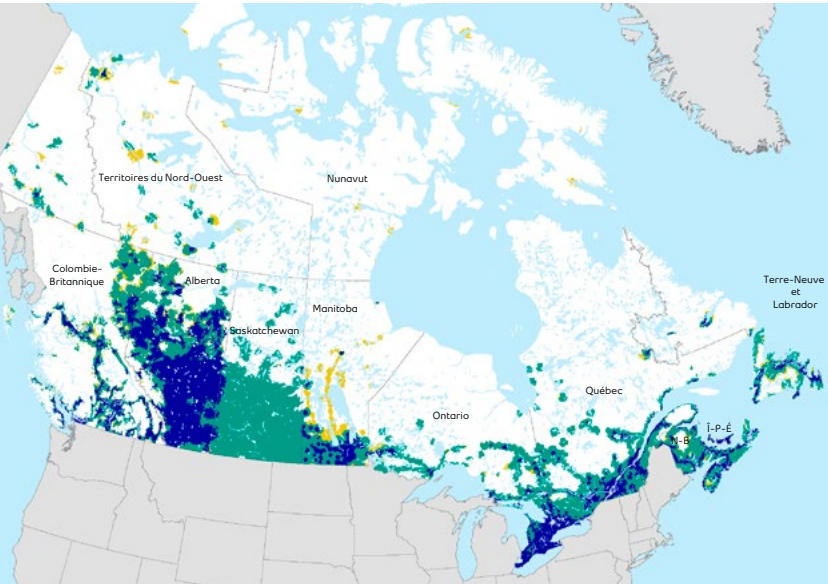 Territoires du Nord-Ouest
Nunavut
Colombie-
Britannique
Alberta
Terre-Neuve
et
Labrador
Manitoba
Saskatchewan
Québec
Ontario
Î-P-É
N-B